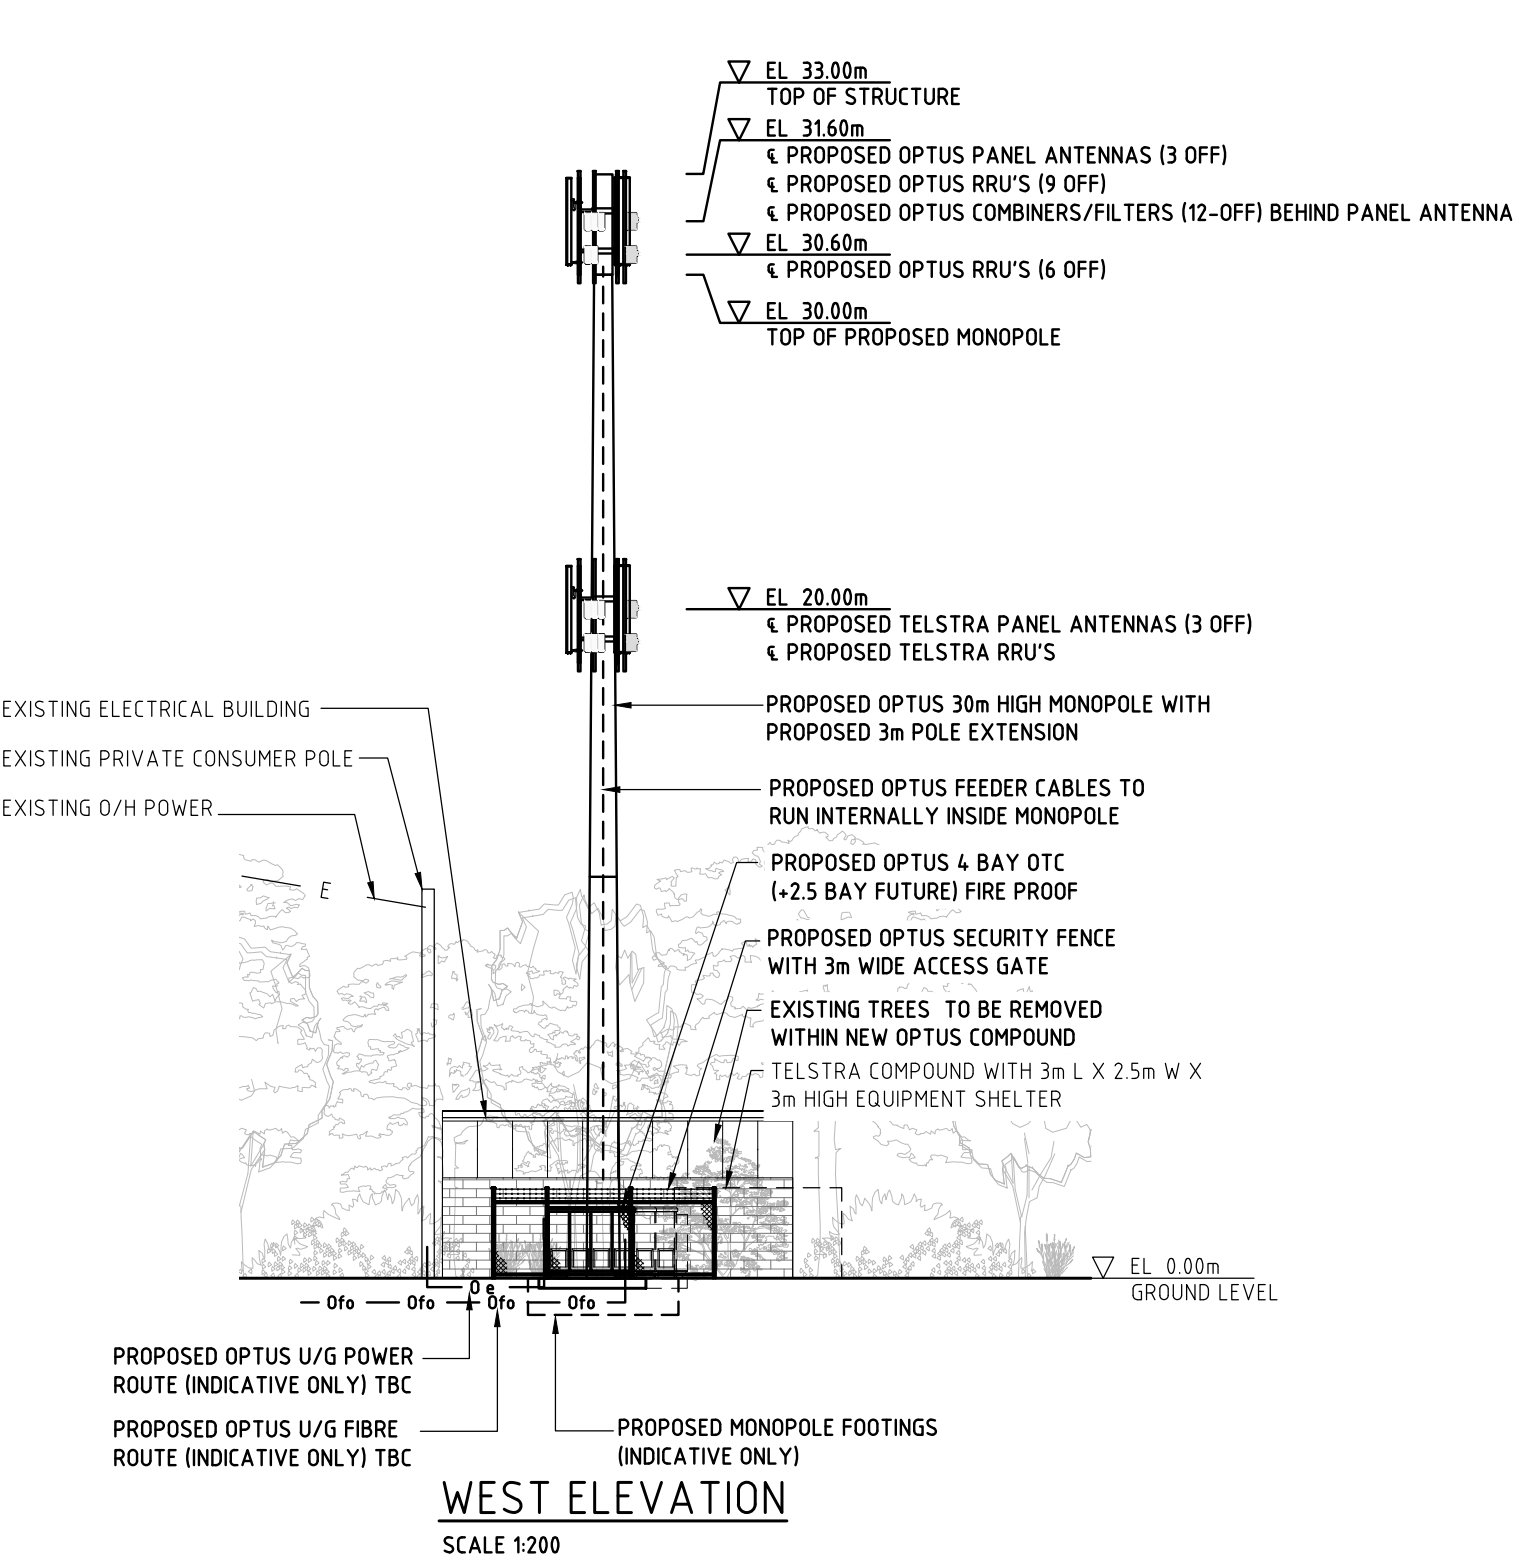 EL 33.00m
TOP OF STRUCTURE
EL 31.60m
℄ PROPOSED OPTUS PANEL ANTENNAS (3 OFF)
℄ PROPOSED OPTUS RRU'S (9 OFF)
℄ PROPOSED OPTUS COMBINERS/FILTERS (12-OFF) BEHIND PANEL ANTENNA
EL 30.60m
℄ PROPOSED OPTUS RRU'S (6 OFF)
EL 30.00m
TOP OF PROPOSED MONOPOLE
EL 20.00m
℄ PROPOSED TELSTRA PANEL ANTENNAS (3 OFF)
℄ PROPOSED TELSTRA RRU'S
EXISTING ELECTRICAL BUILDING
EXISTING PRIVATE CONSUMER POLE
EXISTING O/H POWER
E
PROPOSED OPTUS 30m HIGH MONOPOLE WITH
PROPOSED 3m POLE EXTENSION
PROPOSED OPTUS FEEDER CABLES TO
RUN INTERNALLY INSIDE MONOPOLE
PROPOSED OPTUS 4 BAY OTC
(+2.5 BAY FUTURE) FIRE PROOF
PROPOSED OPTUS SECURITY FENCE
WITH 3m WIDE ACCESS GATE
EXISTING TREES TO BE REMOVED
WITHIN NEW OPTUS COMPOUND
TELSTRA COMPOUND WITH 3m L X 2.5m W X
3m HIGH EQUIPMENT SHELTER
EL 0.00m
GROUND LEVEL
O e
Ofo Ofo Ofo Ofo
PROPOSED OPTUS U/G POWER
ROUTE (INDICATIVE ONLY) TBC
PROPOSED OPTUS U/G FIBRE
ROUTE (INDICATIVE ONLY) TBC
PROPOSED MONOPOLE FOOTINGS
(INDICATIVE ONLY)
WEST ELEVATION
SCALE 1:200